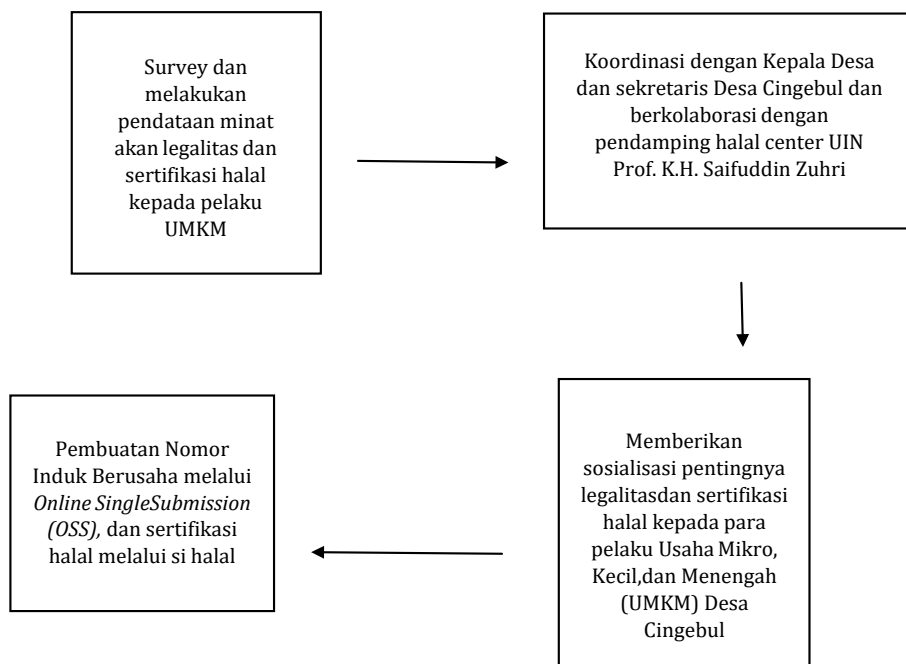 Survey dan
melakukan
pendataan minat
akan legalitas dan
sertifikasi halal
kepada pelaku
UMKM
Koordinasi dengan Kepala Desa
dan sekretaris Desa Cingebul dan
berkolaborasi dengan
pendamping halal center UIN
Prof. K.H. Saifuddin Zuhri
Memberikan
sosialisasi pentingnya
legalitasdan sertifikasi
halal kepada para
pelaku Usaha Mikro,
Kecil,dan Menengah
(UMKM) Desa
Cingebul
Pembuatan Nomor
Induk Berusaha melalui
Online SingleSubmission
(OSS), dan sertifikasi
halal melalui si halal